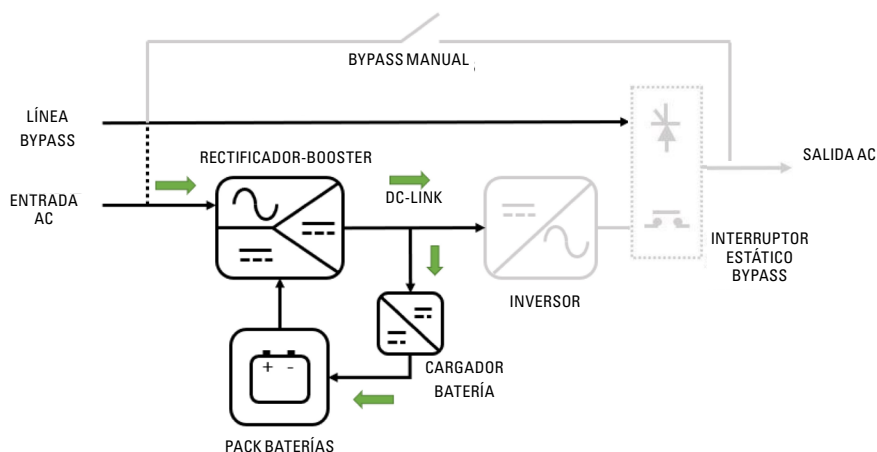 BYPASS MANUAL
LÍNEA
BYPASS
RECTIFICADOR-BOOSTER
SALIDA AC
DC-LINK
ENTRADA
AC
INTERRUPTOR
ESTÁTICO
BYPASS
INVERSOR
+ -
CARGADOR
BATERÍA
PACK BATERÍAS